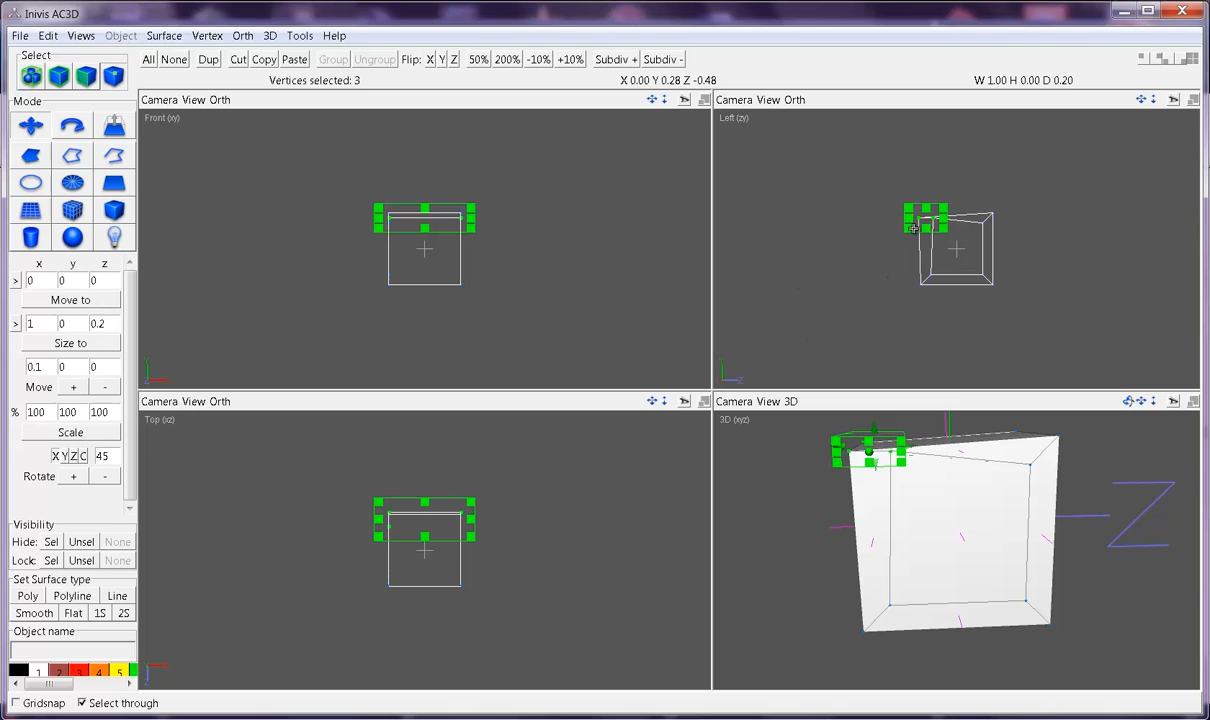 Inivis AC3D
File Edit Views Object Surface Vertex Orth 3D Tools Help
Select
All None Dup Cut Copy Paste Group Ungroup Flip: X Y Z 50% 200% -10% +10% Subdiv + Subdiv -
Vertices selected: 3 X 0.00 Y 0.28 Z -0.48 W 1.00 H 0.00 D 0.20
Mode
Camera View Orth
Camera View Orth
Front (xy)
Left (zy)
x y z
> 0 0 0
Move to
> 1 0 0.2
Size to
0.1 0 0
Move + -
% 100 100 100
Scale
X Y Z C 45
Rotate + -
Camera View Orth
Camera View 3D
Top (xz)
3D (xyz)
Z
Visibility
Hide: Sel Unsel None
Lock: Sel Unsel None
Set Surface type
Poly Polyline Line
Smooth Flat 1S 2S
Object name
1 2 3 4 5
Gridsnap Select through